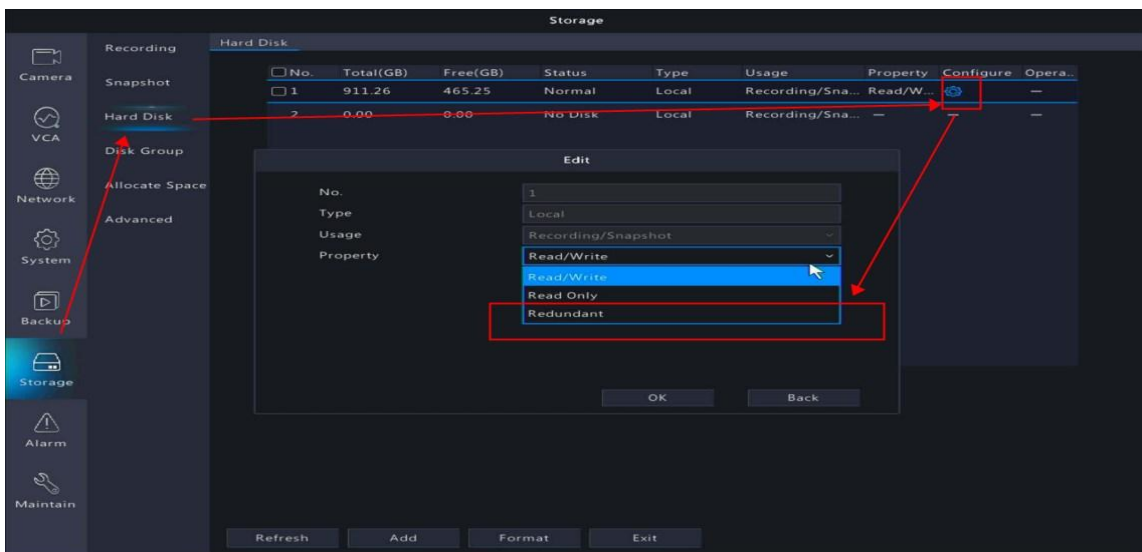 Storage
Camera
VCA
Network
System
Backup
Storage
Alarm
Maintain
Recording
Snapshot
Hard Disk
Disk Group
Allocate Space
Advanced
Hard Disk
No. Total(GB) Free(GB) Status Type Usage Property Configure Opera..
1 911.26 465.25 Normal Local Recording/Sna... Read/W... —
2 0.00 0.00 No Disk Local Recording/Sna... — — —
Edit
No. 1
Type Local
Usage Recording/Snapshot
Property Read/Write
Read/Write
Read Only
Redundant
OK Back
Refresh Add Format Exit